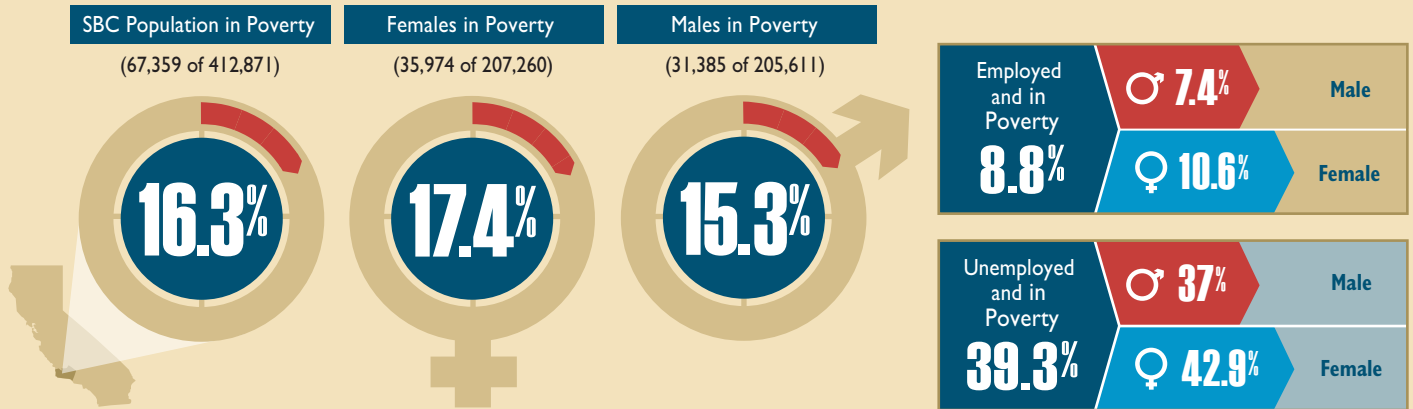 SBC Population in Poverty
(67,359 of 412,871)
16.3%
Females in Poverty
(35,974 of 207,260)
17.4%
Males in Poverty
(31,385 of 205,611)
15.3%
Employed
and in
Poverty
8.8%
♂ 7.4% Male
♀ 10.6% Female
Unemployed
and in
Poverty
39.3%
♂ 37% Male
♀ 42.9% Female